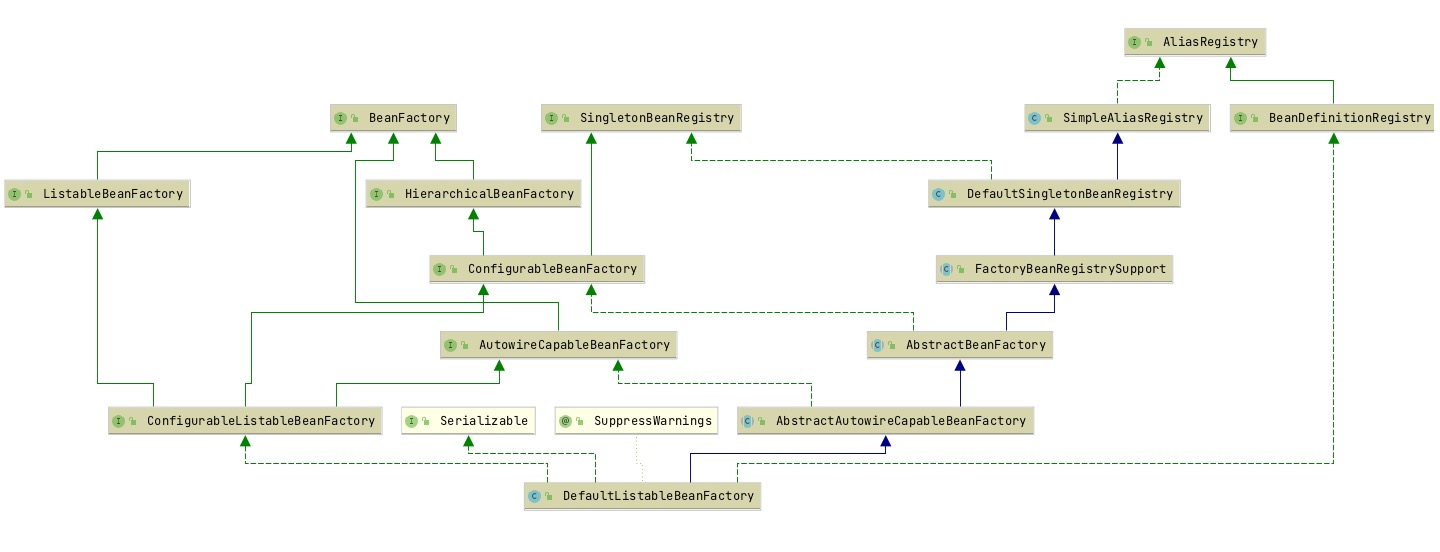 I AliasRegistry
I BeanFactory
I SingletonBeanRegistry
C SimpleAliasRegistry
I BeanDefinitionRegistry
I ListableBeanFactory
I HierarchicalBeanFactory
C DefaultSingletonBeanRegistry
I ConfigurableBeanFactory
C FactoryBeanRegistrySupport
I AutowireCapableBeanFactory
C AbstractBeanFactory
I ConfigurableListableBeanFactory
I Serializable
@ SuppressWarnings
C AbstractAutowireCapableBeanFactory
C DefaultListableBeanFactory